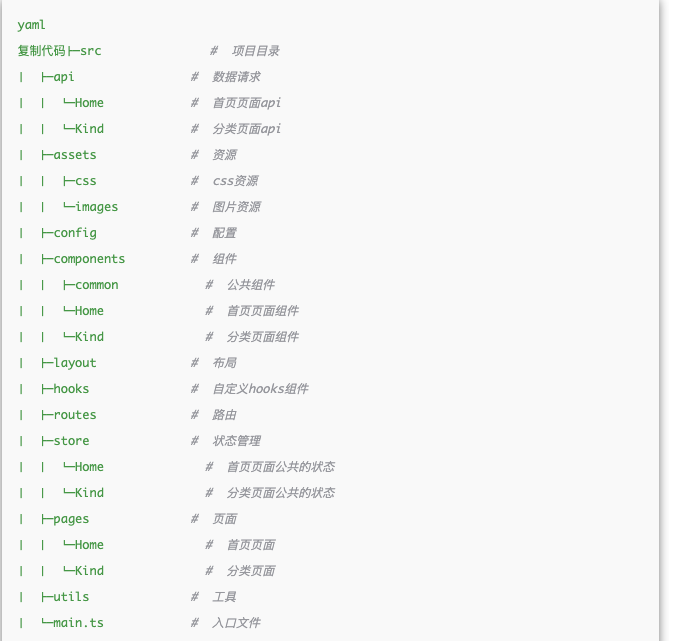 yaml
复制代码├─src               #  项目目录
|  ├─api                #  数据请求
|  |  └─Home            #  首页页面api
|  |  └─Kind            #  分类页面api
|  ├─assets             #  资源
|  |  ├─css             #  css资源
|  |  └─images          #  图片资源
|  ├─config             #  配置
|  ├─components         #  组件
|  |  ├─common            #  公共组件
|  |  └─Home              #  首页页面组件
|  |  └─Kind              #  分类页面组件
|  ├─layout             #  布局
|  ├─hooks              #  自定义hooks组件
|  ├─routes             #  路由
|  ├─store              #  状态管理
|  |  └─Home              #  首页页面公共的状态
|  |  └─Kind              #  分类页面公共的状态
|  ├─pages              #  页面
|  |  └─Home              #  首页页面
|  |  └─Kind              #  分类页面
|  ├─utils              #  工具
|  └─main.ts            #  入口文件